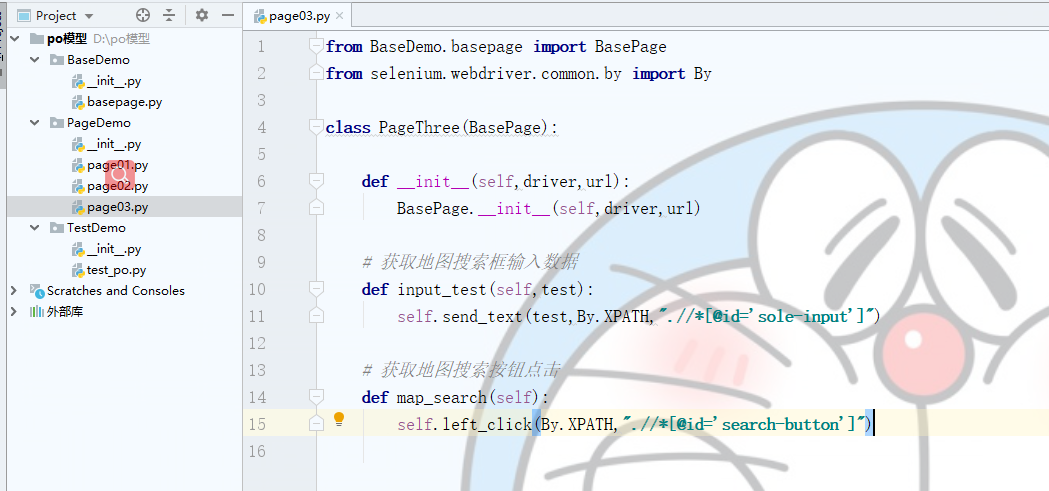 Project
po模型 D:\po模型
BaseDemo
__init__.py
basepage.py
PageDemo
__init__.py
page01.py
page02.py
page03.py
TestDemo
__init__.py
test_po.py
Scratches and Consoles
外部库
page03.py
1 from BaseDemo.basepage import BasePage
2 from selenium.webdriver.common.by import By
3
4 class PageThree(BasePage):
5
6 def __init__(self,driver,url):
7 BasePage.__init__(self,driver,url)
8
9 # 获取地图搜索框输入数据
10 def input_test(self,test):
11 self.send_text(test,By.XPATH,".//*[@id='sole-input']")
12
13 # 获取地图搜索按钮点击
14 def map_search(self):
15 self.left_click(By.XPATH,".//*[@id='search-button']")
16